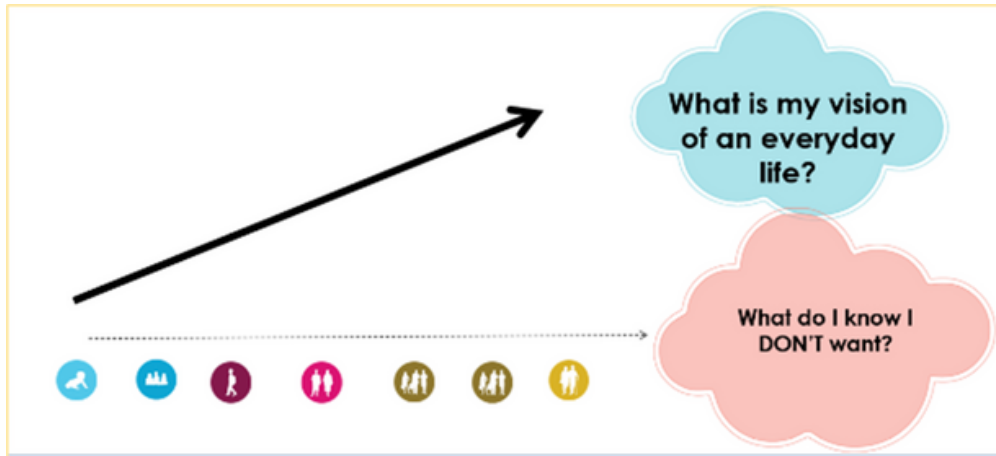 What is my vision
of an everyday
life?
What do I know I
DON'T want?